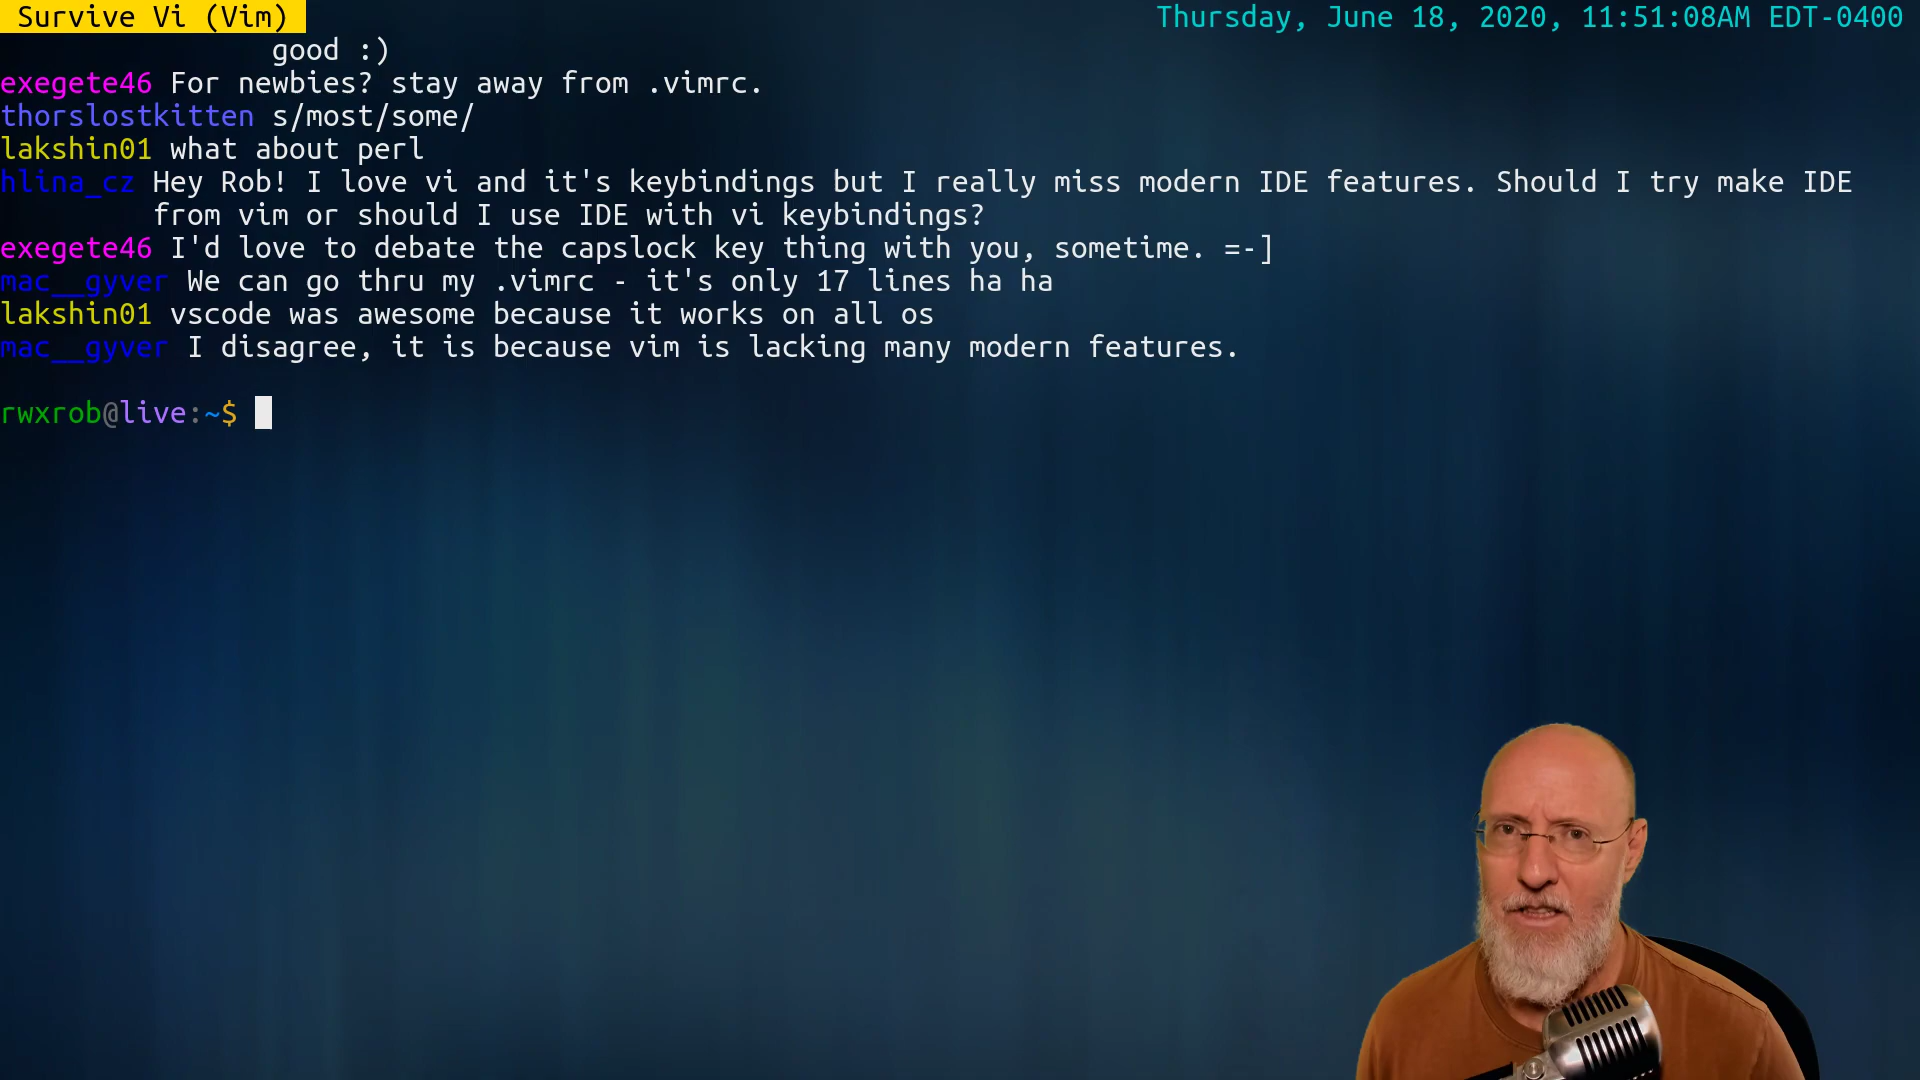 Survive Vi (Vim)
Thursday, June 18, 2020, 11:51:08AM EDT-0400
good :)
exegete46 For newbies? stay away from .vimrc.
thorslostkitten s/most/some/
lakshin01 what about perl
hlina_cz Hey Rob! I love vi and it's keybindings but I really miss modern IDE features. Should I try make IDE
from vim or should I use IDE with vi keybindings?
exegete46 I'd love to debate the capslock key thing with you, sometime. =-]
mac__gyver We can go thru my .vimrc - it's only 17 lines ha ha
lakshin01 vscode was awesome because it works on all os
mac__gyver I disagree, it is because vim is lacking many modern features.
rwxrob@live:~$